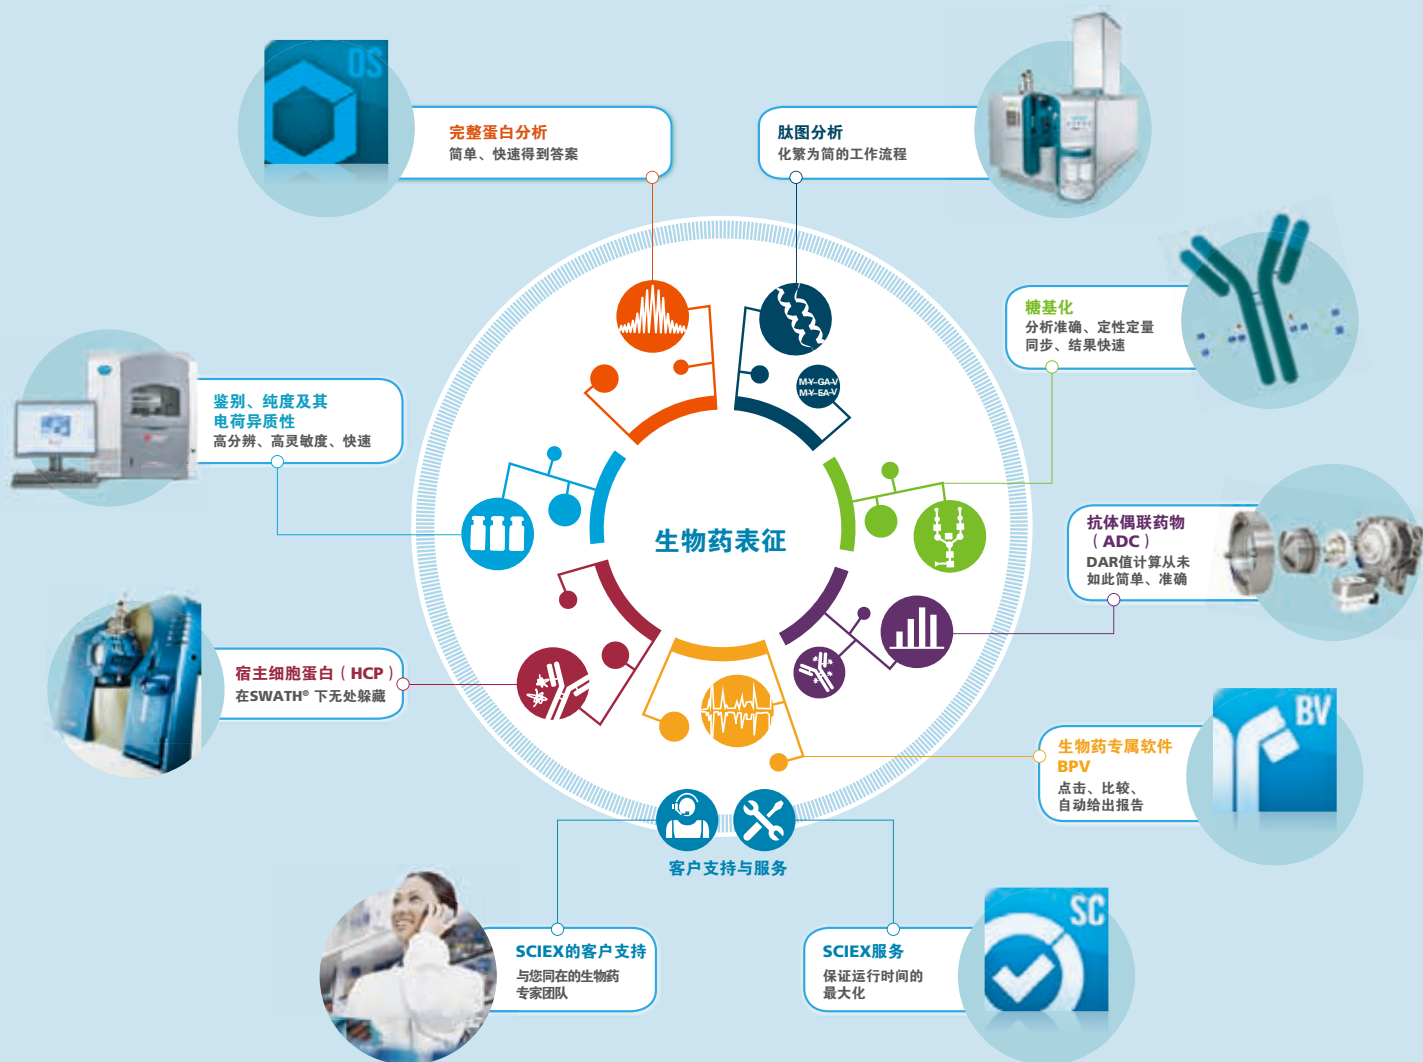 OS
完整蛋白分析
简单、快速得到答案
肽图分析
化繁为简的工作流程
糖基化
分析准确、定性定量
同步、结果快速
鉴别、纯度及其
电荷异质性
高分辨、高灵敏度、快速
M-Y-GA-V
M-Y-EA-V
抗体偶联药物
（ADC）
DAR值计算从未
如此简单、准确
生物药表征
宿主细胞蛋白（HCP）
在SWATH® 下无处躲藏
BV
生物药专属软件
BPV
点击、比较、
自动给出报告
客户支持与服务
SCIEX的客户支持
与您同在的生物药
专家团队
SCIEX服务
保证运行时间的
最大化
SC